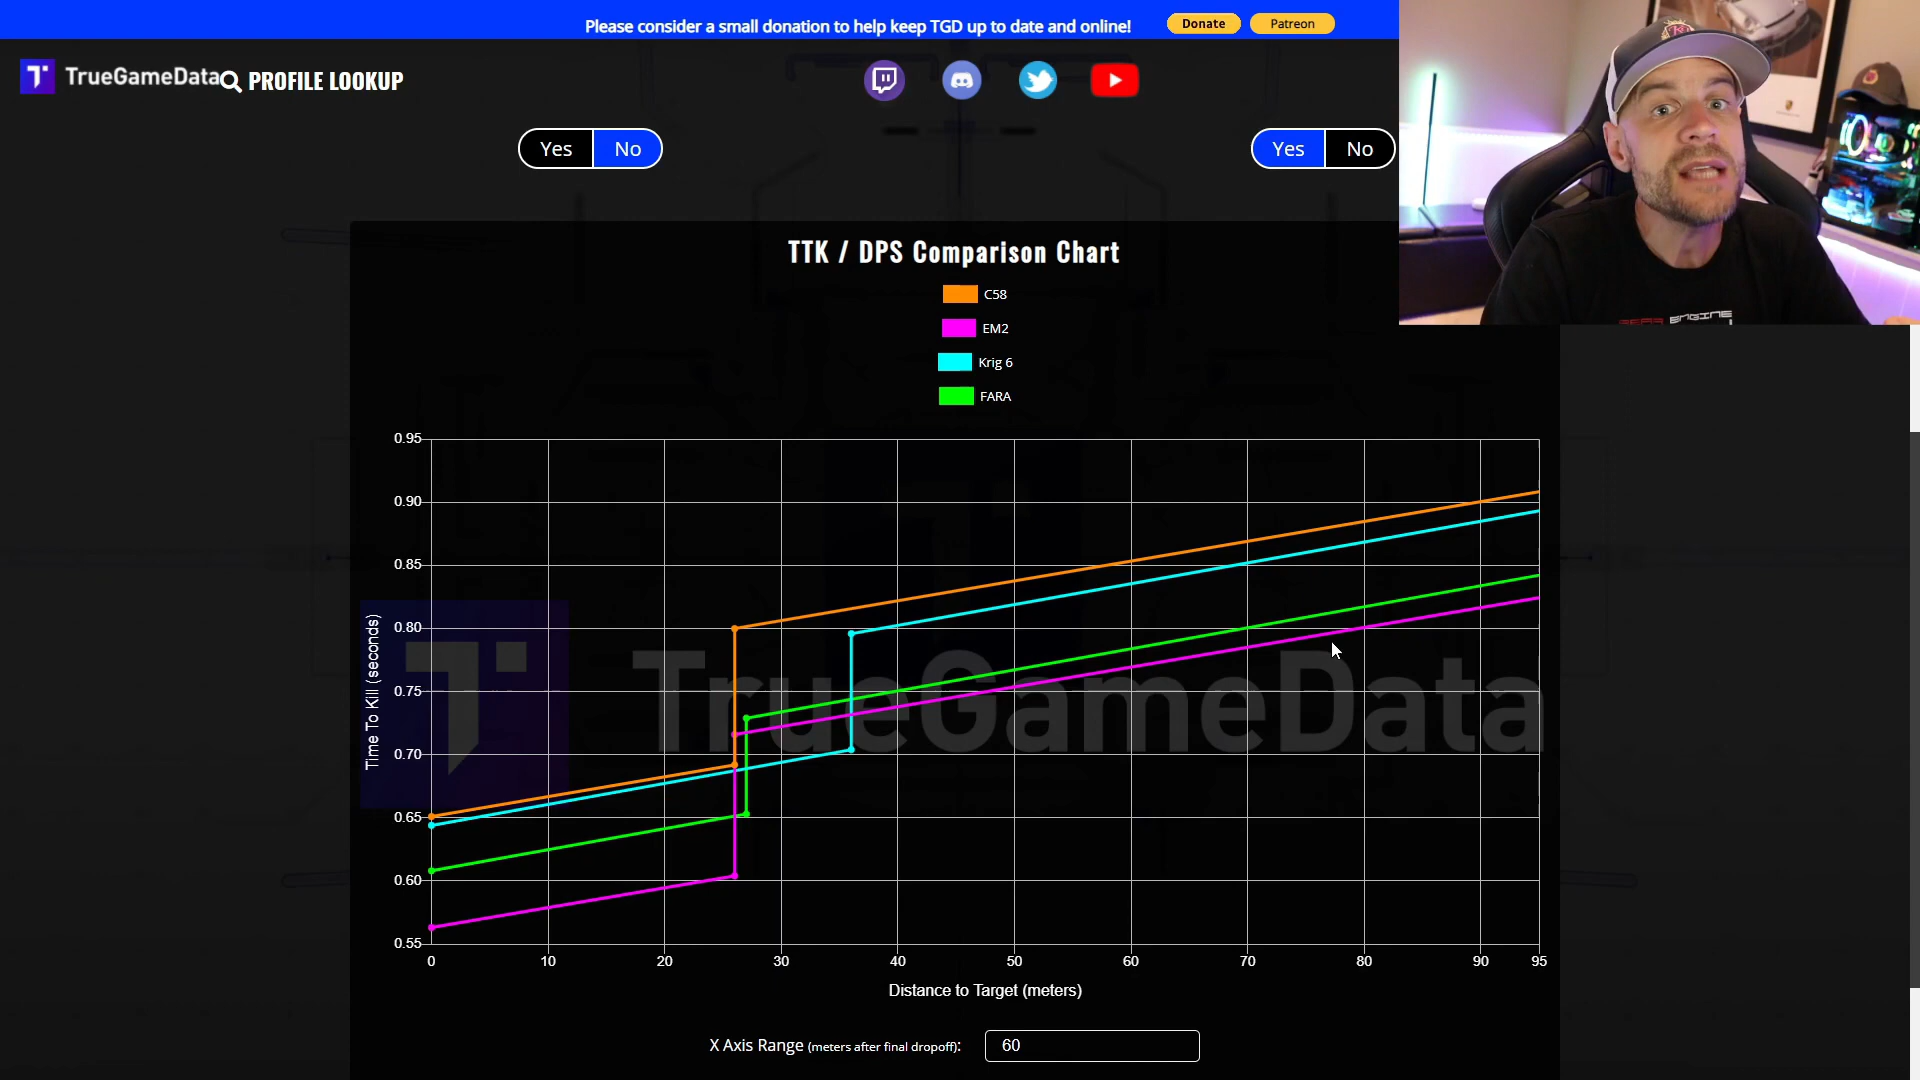 Please consider a small donation to help keep TGD up to date and online!
Donate
Patreon
TrueGameData
PROFILE LOOKUP
Yes
No
Yes
No
TTK / DPS Comparison Chart
C58
EM2
Krig 6
FARA
0.95
0.90
0.85
0.80
0.75
0.70
0.65
0.60
0.55
Time To Kill (seconds)
TrueGameData
0
10
20
30
40
50
60
70
80
90
95
Distance to Target (meters)
X Axis Range (meters after final dropoff):
60
ENGINE